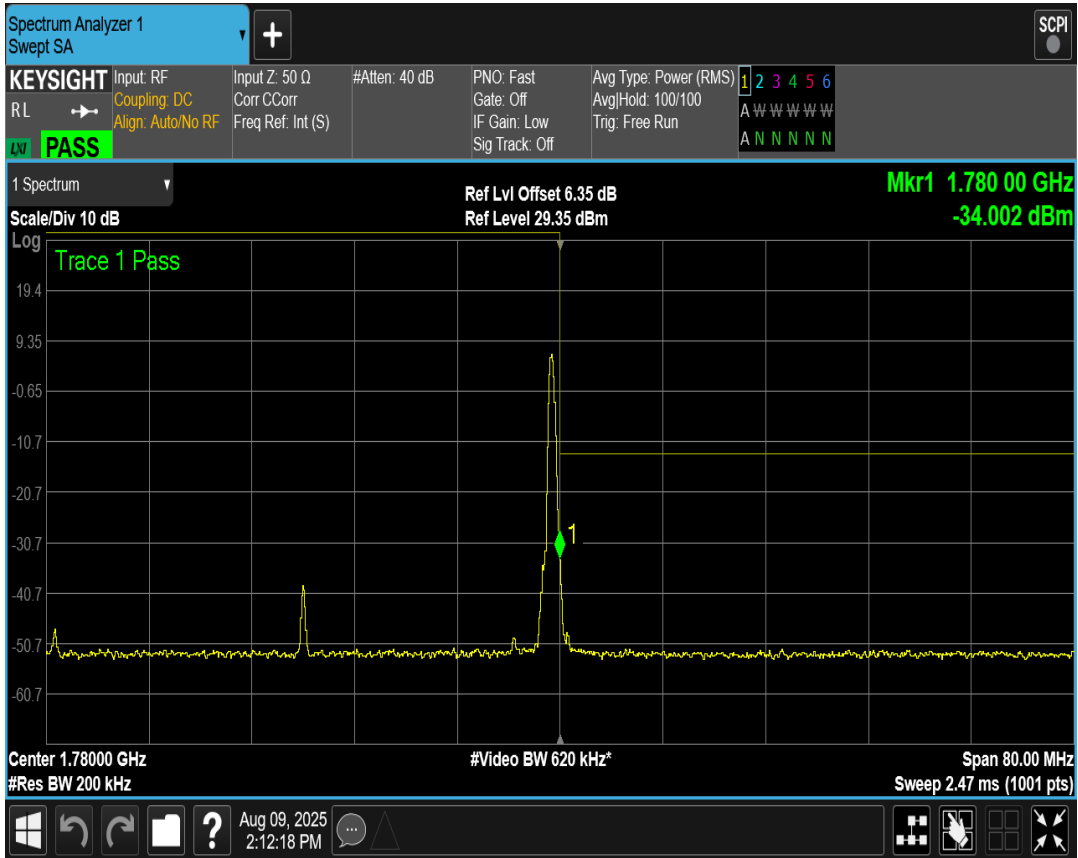 Spectrum Analyzer 1
Swept SA
+
SCPI
KEYSIGHT Input: RF Input Z: 50 Ω #Atten: 40 dB PNO: Fast Avg Type: Power (RMS) 1 2 3 4 5 6
RL Coupling: DC Corr CCorr Gate: Off Avg|Hold: 100/100 A W W W W W
Align: Auto/No RF Freq Ref: Int (S) IF Gain: Low Trig: Free Run
LXI PASS Sig Track: Off A N N N N N
1 Spectrum
Ref Lvl Offset 6.35 dB Mkr1 1.780 00 GHz
Scale/Div 10 dB Ref Level 29.35 dBm -34.002 dBm
Log
Trace 1 Pass
19.4
9.35
-0.65
-10.7
-20.7
1
-30.7
-40.7
-50.7
-60.7
Center 1.78000 GHz #Video BW 620 kHz* Span 80.00 MHz
#Res BW 200 kHz Sweep 2.47 ms (1001 pts)
? Aug 09, 2025
2:12:18 PM